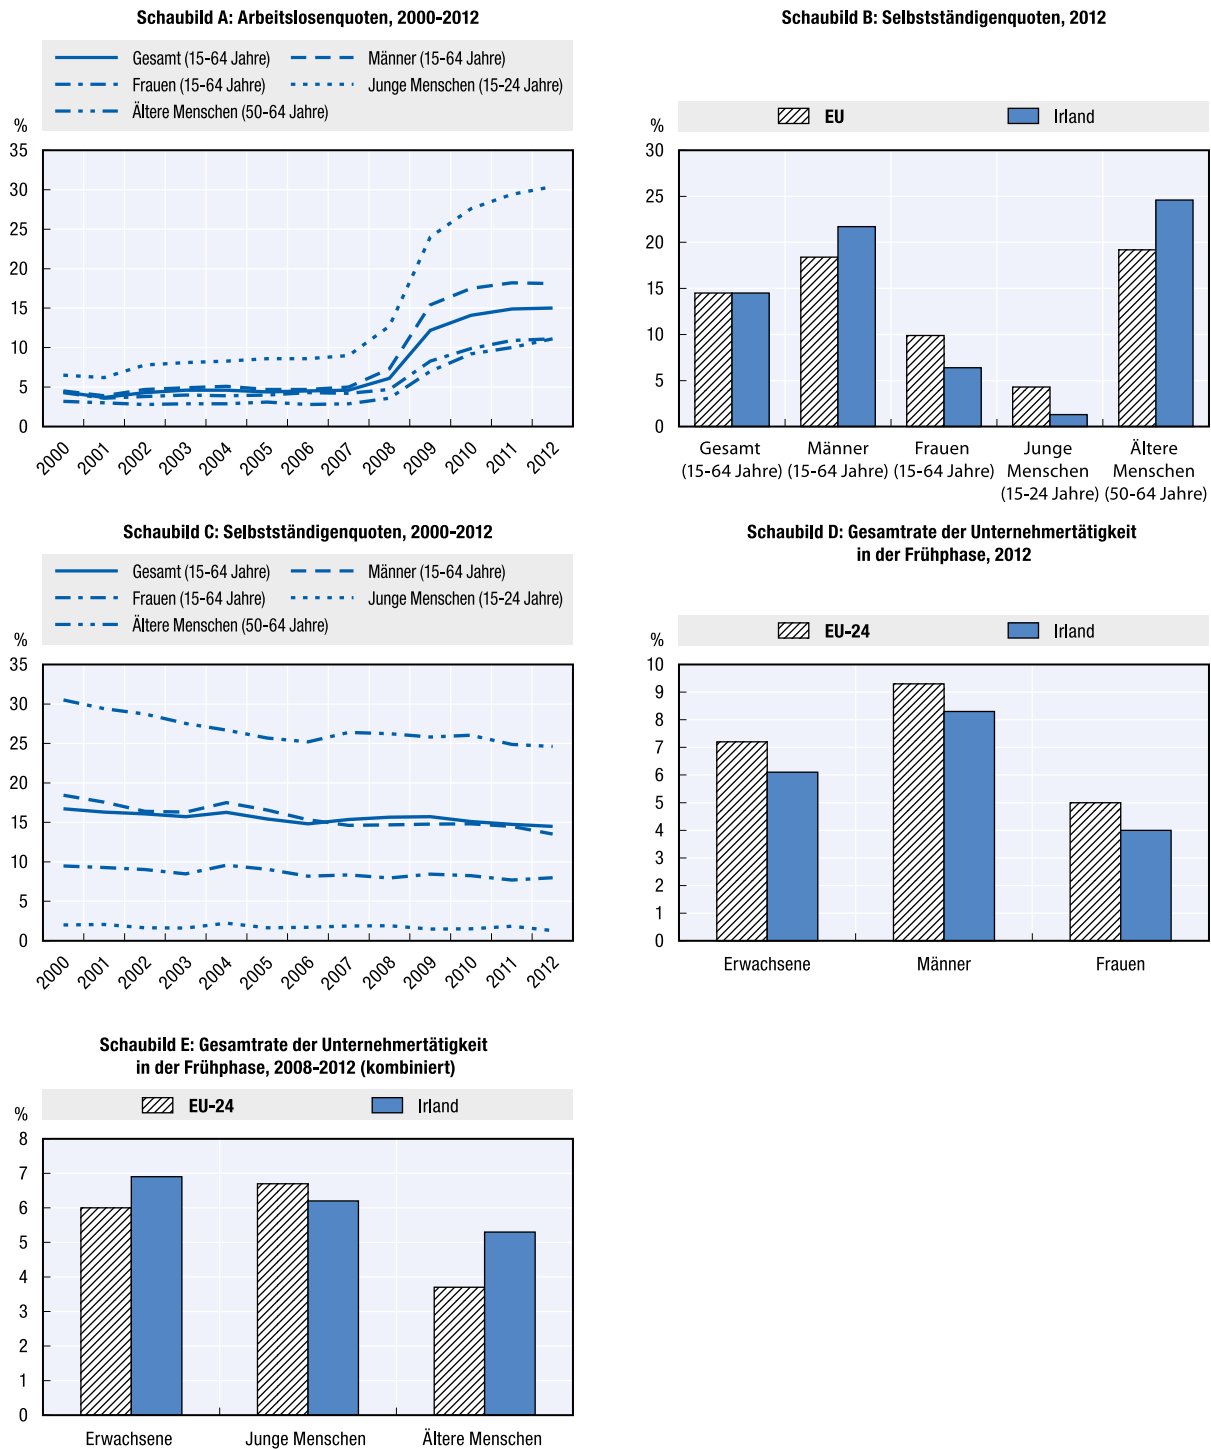 Schaubild A: Arbeitslosenquoten, 2000-2012
Gesamt (15-64 Jahre)
Männer (15-64 Jahre)
Frauen (15-64 Jahre)
Junge Menschen (15-24 Jahre)
Ältere Menschen (50-64 Jahre)
%
35
30
25
20
15
10
5
0
2000
2001
2002
2003
2004
2005
2006
2007
2008
2009
2010
2011
2012
Schaubild B: Selbstständigenquoten, 2012
EU
Irland
%
30
25
20
15
10
5
0
Gesamt
(15-64 Jahre)
Männer
(15-64 Jahre)
Frauen
(15-64 Jahre)
Junge
Menschen
(15-24 Jahre)
Ältere
Menschen
(50-64 Jahre)
Schaubild C: Selbstständigenquoten, 2000-2012
Gesamt (15-64 Jahre)
Männer (15-64 Jahre)
Frauen (15-64 Jahre)
Junge Menschen (15-24 Jahre)
Ältere Menschen (50-64 Jahre)
%
35
30
25
20
15
10
5
0
2000
2001
2002
2003
2004
2005
2006
2007
2008
2009
2010
2011
2012
Schaubild D: Gesamtrate der Unternehmertätigkeit
in der Frühphase, 2012
EU-24
Irland
%
10
9
8
7
6
5
4
3
2
1
0
Erwachsene
Männer
Frauen
Schaubild E: Gesamtrate der Unternehmertätigkeit
in der Frühphase, 2008-2012 (kombiniert)
EU-24
Irland
%
8
7
6
5
4
3
2
1
0
Erwachsene
Junge Menschen
Ältere Menschen